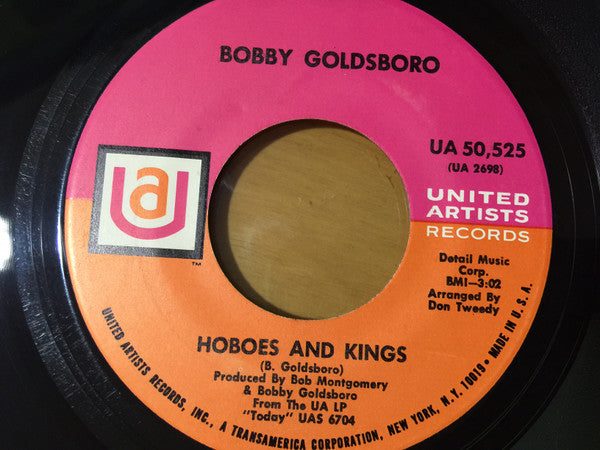 BOBBY GOLDSBORO
UA 50,525
(UA 2698)
ua
TM
UNITED
ARTISTS
RECORDS
Detail Music
Corp.
BMI—3:02
Arranged By
Don Tweedy
HOBOES AND KINGS
(B. Goldsboro)
Produced By Bob Montgomery
& Bobby Goldsboro
From The UA LP
"Today" UAS 6704
UNITED ARTISTS RECORDS, INC., A TRANSAMERICA CORPORATION, NEW YORK, N.Y. 10019 • MADE IN U.S.A.